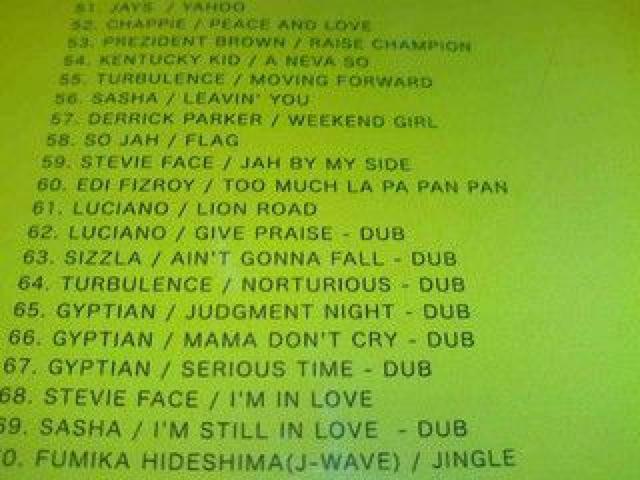 51. JAYS / YAHOO
52. CHAPPIE / PEACE AND LOVE
53. PREZIDENT BROWN / RAISE CHAMPION
54. KENTUCKY KID / A NEVA SO
55. TURBULENCE / MOVING FORWARD
56. SASHA / LEAVIN' YOU
57. DERRICK PARKER / WEEKEND GIRL
58. SO JAH / FLAG
59. STEVIE FACE / JAH BY MY SIDE
60. EDI FIZROY / TOO MUCH LA PA PAN PAN
61. LUCIANO / LION ROAD
62. LUCIANO / GIVE PRAISE - DUB
63. SIZZLA / AIN'T GONNA FALL - DUB
64. TURBULENCE / NORTURIOUS - DUB
65. GYPTIAN / JUDGMENT NIGHT - DUB
66. GYPTIAN / MAMA DON'T CRY - DUB
67. GYPTIAN / SERIOUS TIME - DUB
68. STEVIE FACE / I'M IN LOVE
69. SASHA / I'M STILL IN LOVE - DUB
0. FUMIKA HIDESHIMA(J-WAVE) / JINGLE